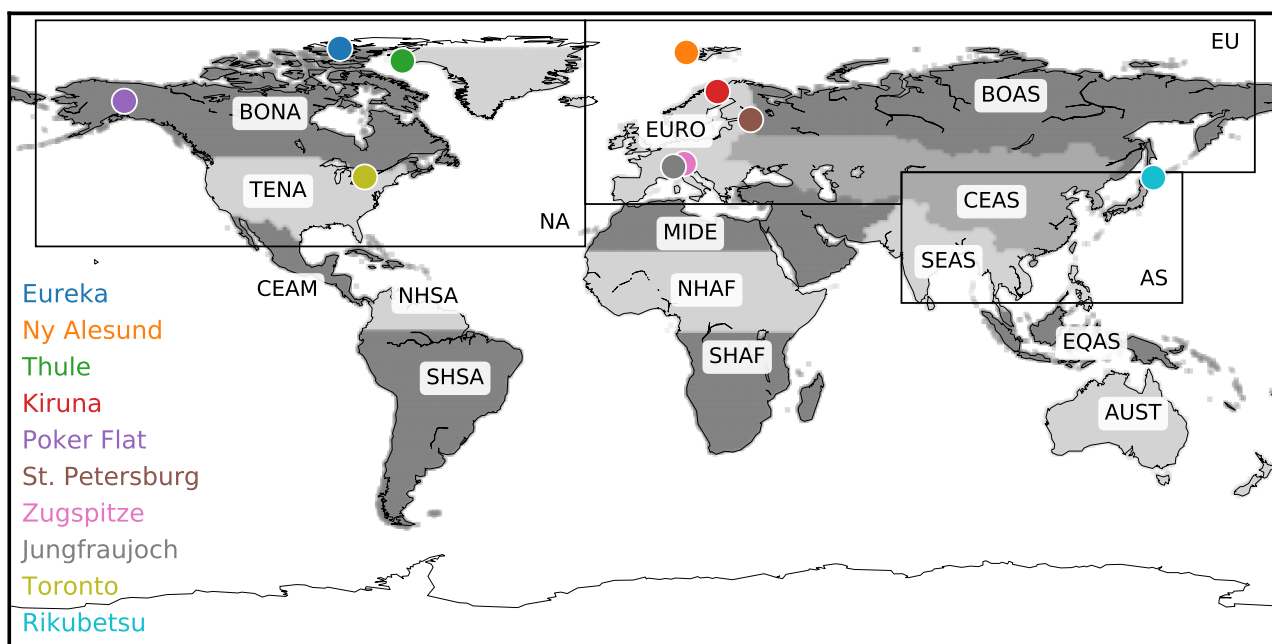 EU
BOAS
BONA
EURO
TENA
CEAS
NA
MIDE
SEAS
AS
CEAM
NHSA
NHAF
EQAS
SHAF
SHSA
AUST
Eureka
Ny Alesund
Thule
Kiruna
Poker Flat
St. Petersburg
Zugspitze
Jungfraujoch
Toronto
Rikubetsu